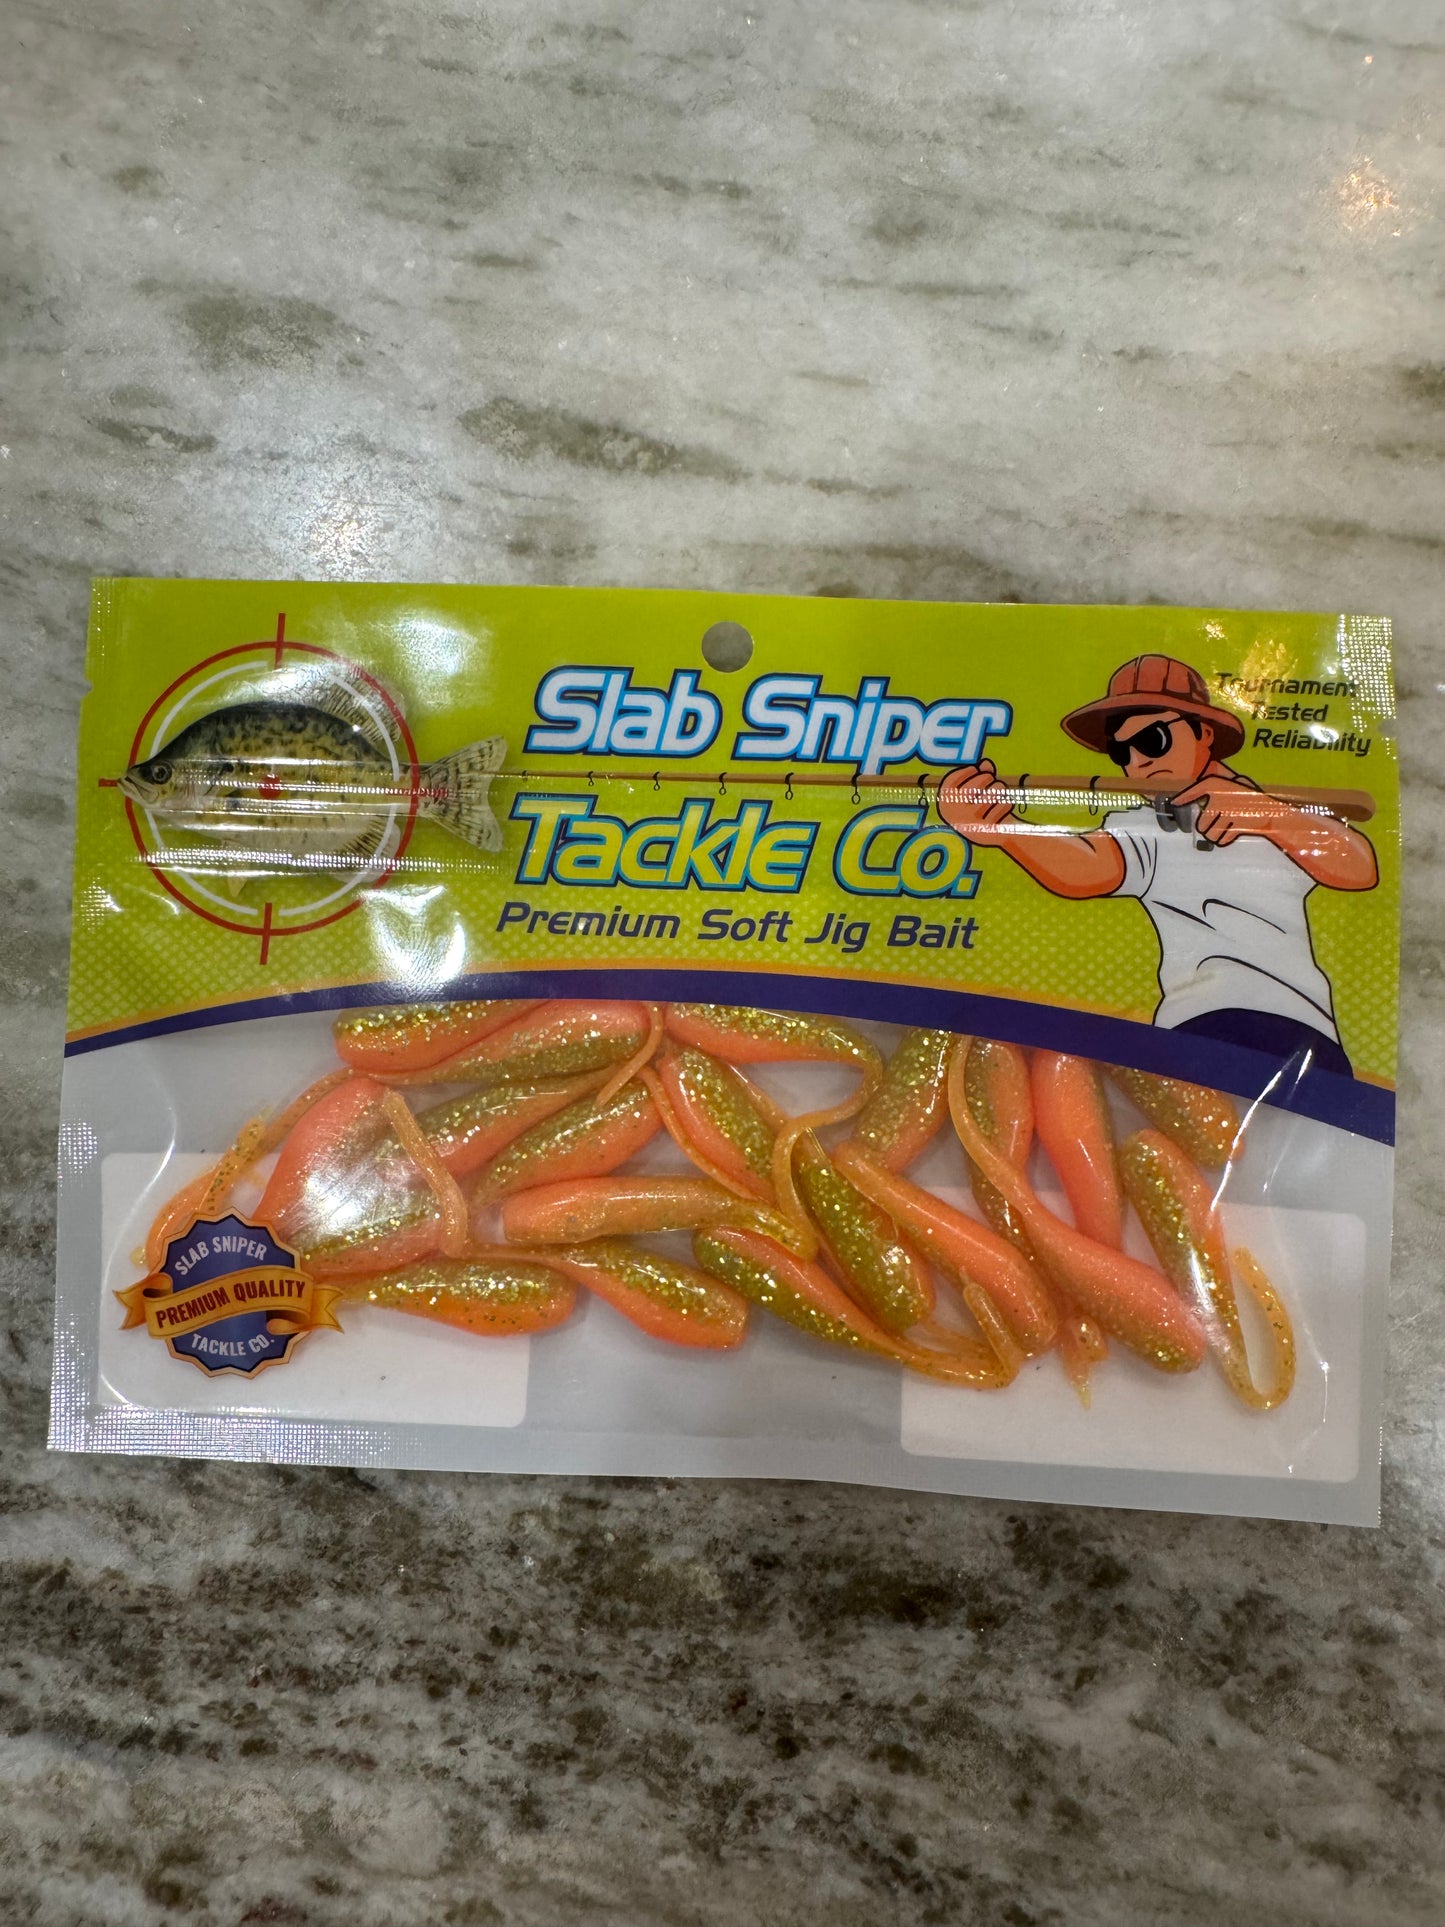 Slab Sniper
Tackle Co.
Premium Soft Jig Bait
Tournament
Tested
Reliability
SLAB SNIPER
PREMIUM QUALITY
TACKLE CO.